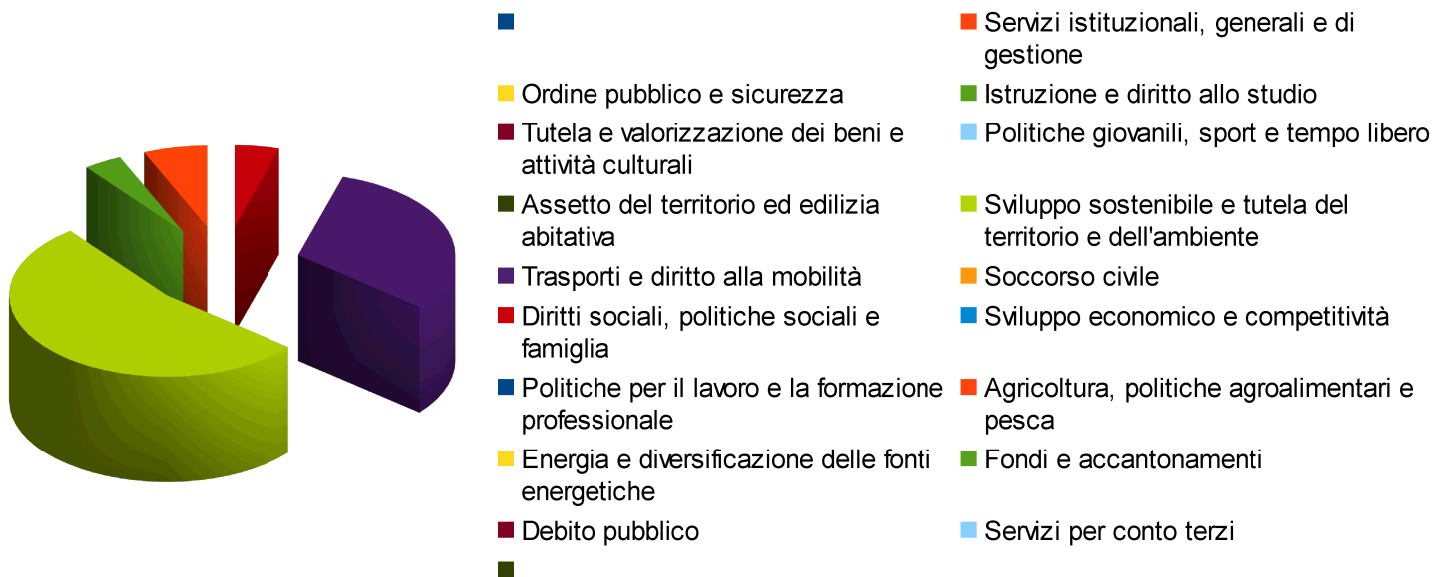 Servizi istituzionali, generali e di
gestione
Ordine pubblico e sicurezza
Istruzione e diritto allo studio
Tutela e valorizzazione dei beni e
attività culturali
Politiche giovanili, sport e tempo libero
Assetto del territorio ed edilizia
abitativa
Sviluppo sostenibile e tutela del
territorio e dell'ambiente
Trasporti e diritto alla mobilità
Soccorso civile
Diritti sociali, politiche sociali e
famiglia
Sviluppo economico e competitività
Politiche per il lavoro e la formazione
professionale
Agricoltura, politiche agroalimentari e
pesca
Energia e diversificazione delle fonti
energetiche
Fondi e accantonamenti
Debito pubblico
Servizi per conto terzi